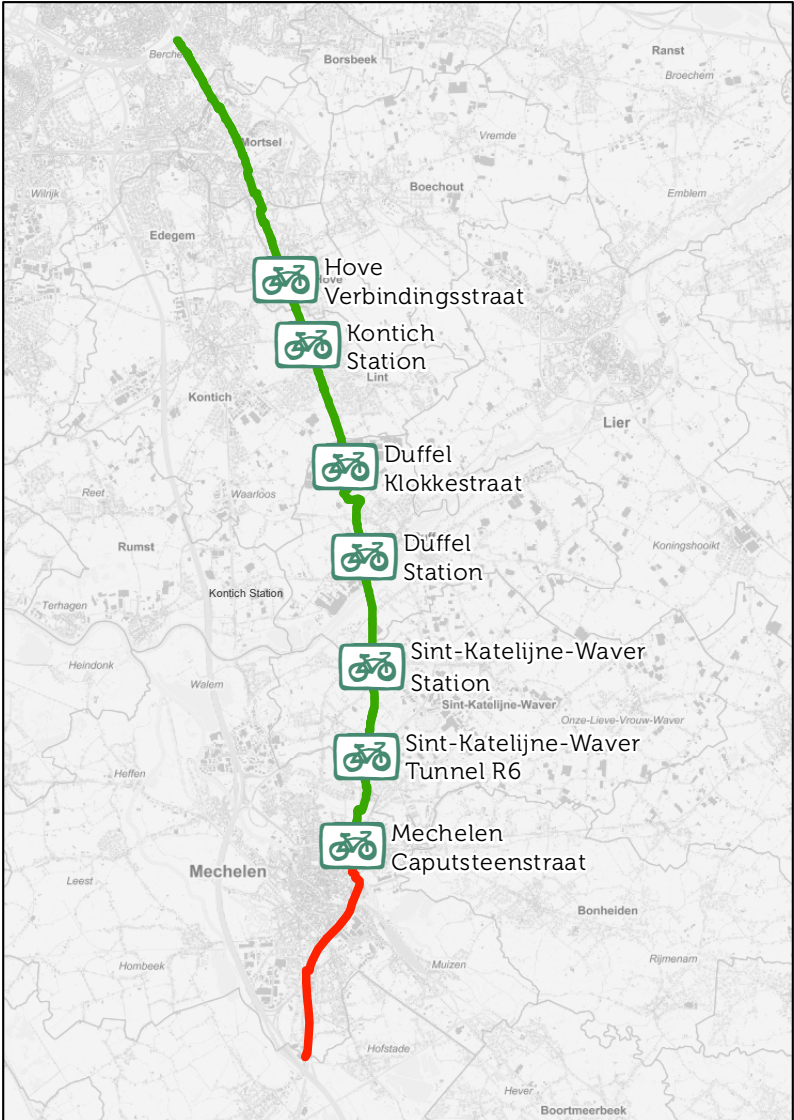 Berchem
Borsbeek
Ranst
Broechem
Mortsel
Vremde
Wilrijk
Boechout
Emblem
Edegem
Hove
Hove
Verbindingsstraat
Kontich
Station
Lint
Kontich
Lier
Duffel
Klokkestraat
Reet
Waarloos
Duffel
Station
Rumst
Koningshooikt
Kontich Station
Terhagen
Sint-Katelijne-Waver
Station
Heindonk
Walem
Sint-Katelijne-Waver
Onze-Lieve-Vrouw-Waver
Sint-Katelijne-Waver
Tunnel R6
Heffen
Mechelen
Caputsteenstraat
Mechelen
Leest
Bonheiden
Hombeek
Muizen
Rijmenam
Hofstade
Hever
Boortmeerbeek